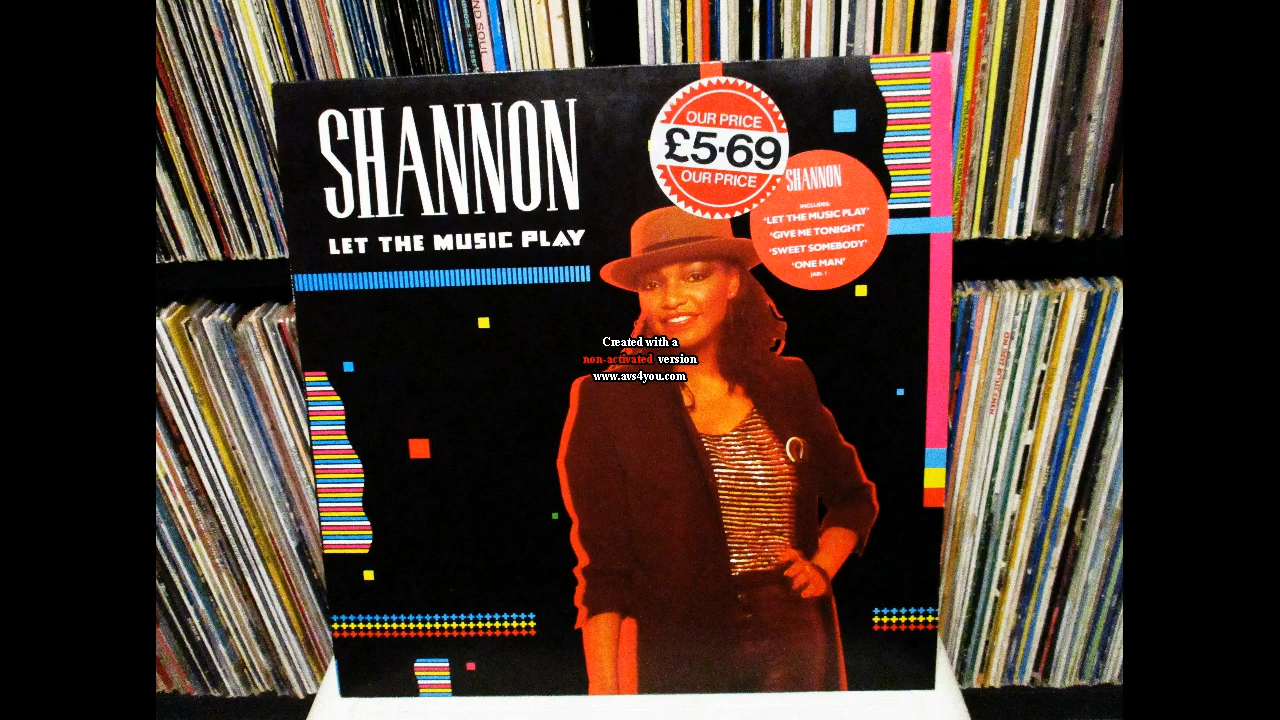 SHANNON
LET THE MUSIC PLAY
OUR PRICE
£5·69
OUR PRICE
SHANNON
INCLUDES:
'LET THE MUSIC PLAY'
'GIVE ME TONIGHT'
'SWEET SOMEBODY'
'ONE MAN'
Created with a
non-activated version
www.avs4you.com